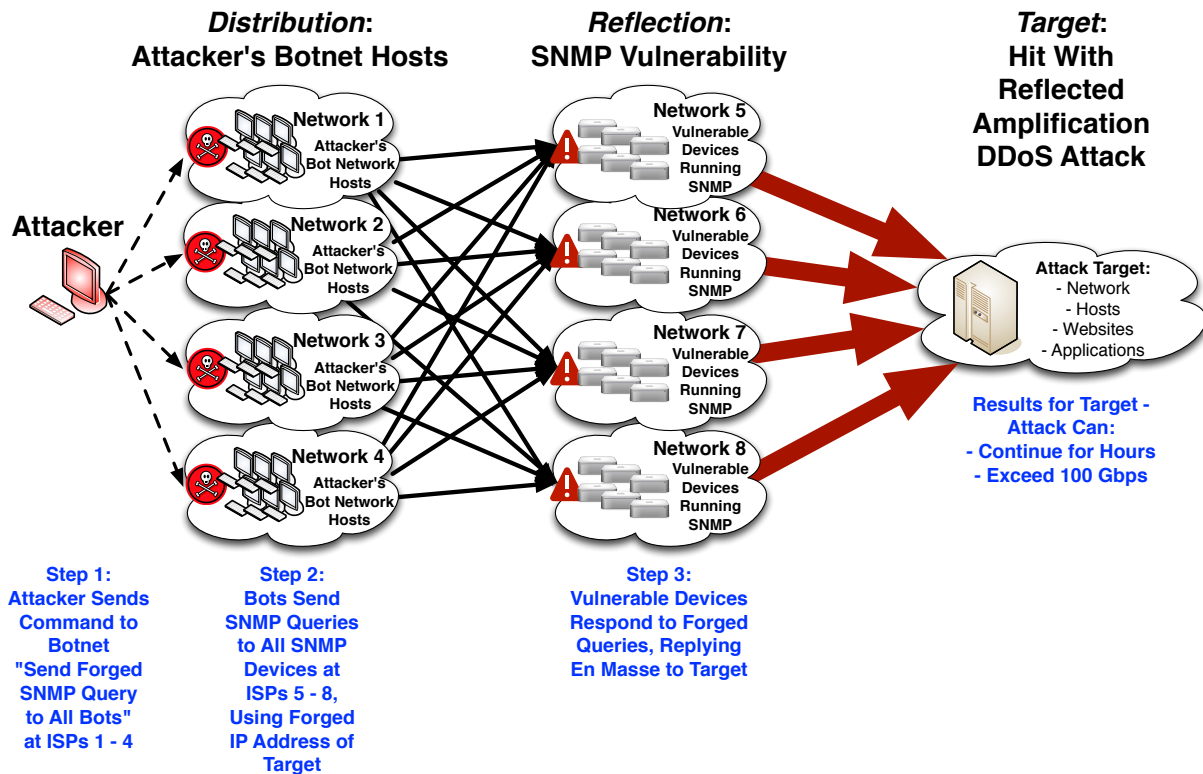 Distribution:
Attacker's Botnet Hosts
Reflection:
SNMP Vulnerability
Target:
Hit With
Reflected
Amplification
DDoS Attack
Attacker
Network 1
Attacker's
Bot Network
Hosts
Network 2
Attacker's
Bot Network
Hosts
Network 3
Attacker's
Bot Network
Hosts
Network 4
Attacker's
Bot Network
Hosts
Network 5
Vulnerable
Devices
Running
SNMP
Network 6
Vulnerable
Devices
Running
SNMP
Network 7
Vulnerable
Devices
Running
SNMP
Network 8
Vulnerable
Devices
Running
SNMP
Attack Target:
- Network
- Hosts
- Websites
- Applications
Results for Target -
Attack Can:
- Continue for Hours
- Exceed 100 Gbps
Step 1:
Attacker Sends
Command to
Botnet
"Send Forged
SNMP Query
to All Bots"
at ISPs 1 - 4
Step 2:
Bots Send
SNMP Queries
to All SNMP
Devices at
ISPs 5 - 8,
Using Forged
IP Address of
Target
Step 3:
Vulnerable Devices
Respond to Forged
Queries, Replying
En Masse to Target